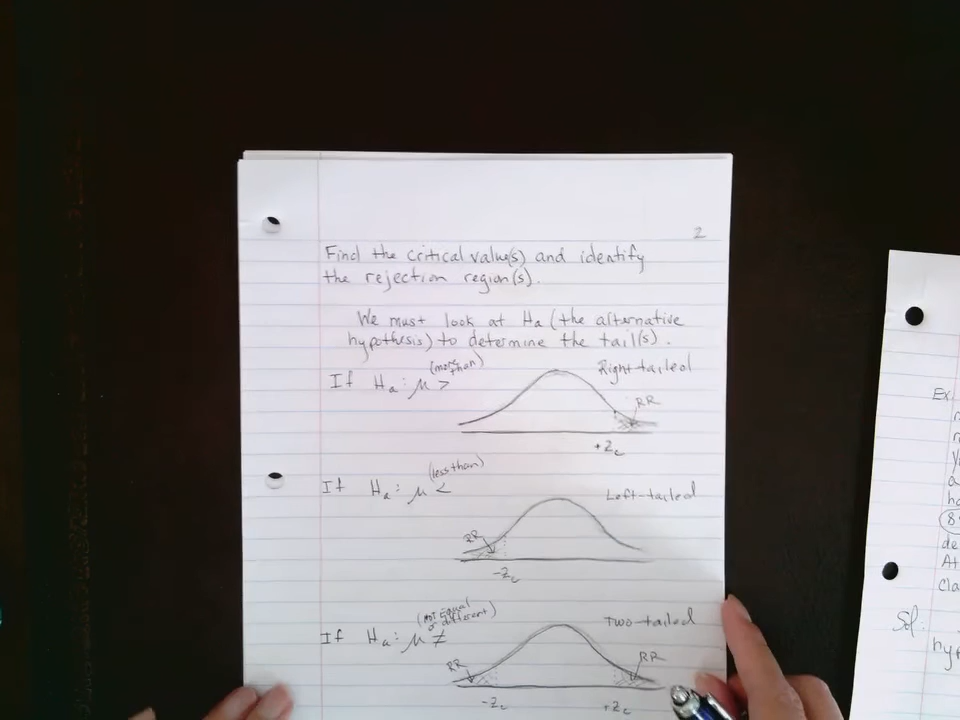 2
Find the critical value(s) and identify
the rejection region(s).
We must look at Ha (the alternative
hypothesis) to determine the tail(s).
(more than)
If Ha: μ >
Right tailed
RR
+Zc
(less than)
If Ha: μ <
Left-tailed
RR
-Zc
(not equal
or different)
If Ha: μ ≠
Two-tailed
RR
RR
-Zc
+Zc
Ex
Sol:
hyp